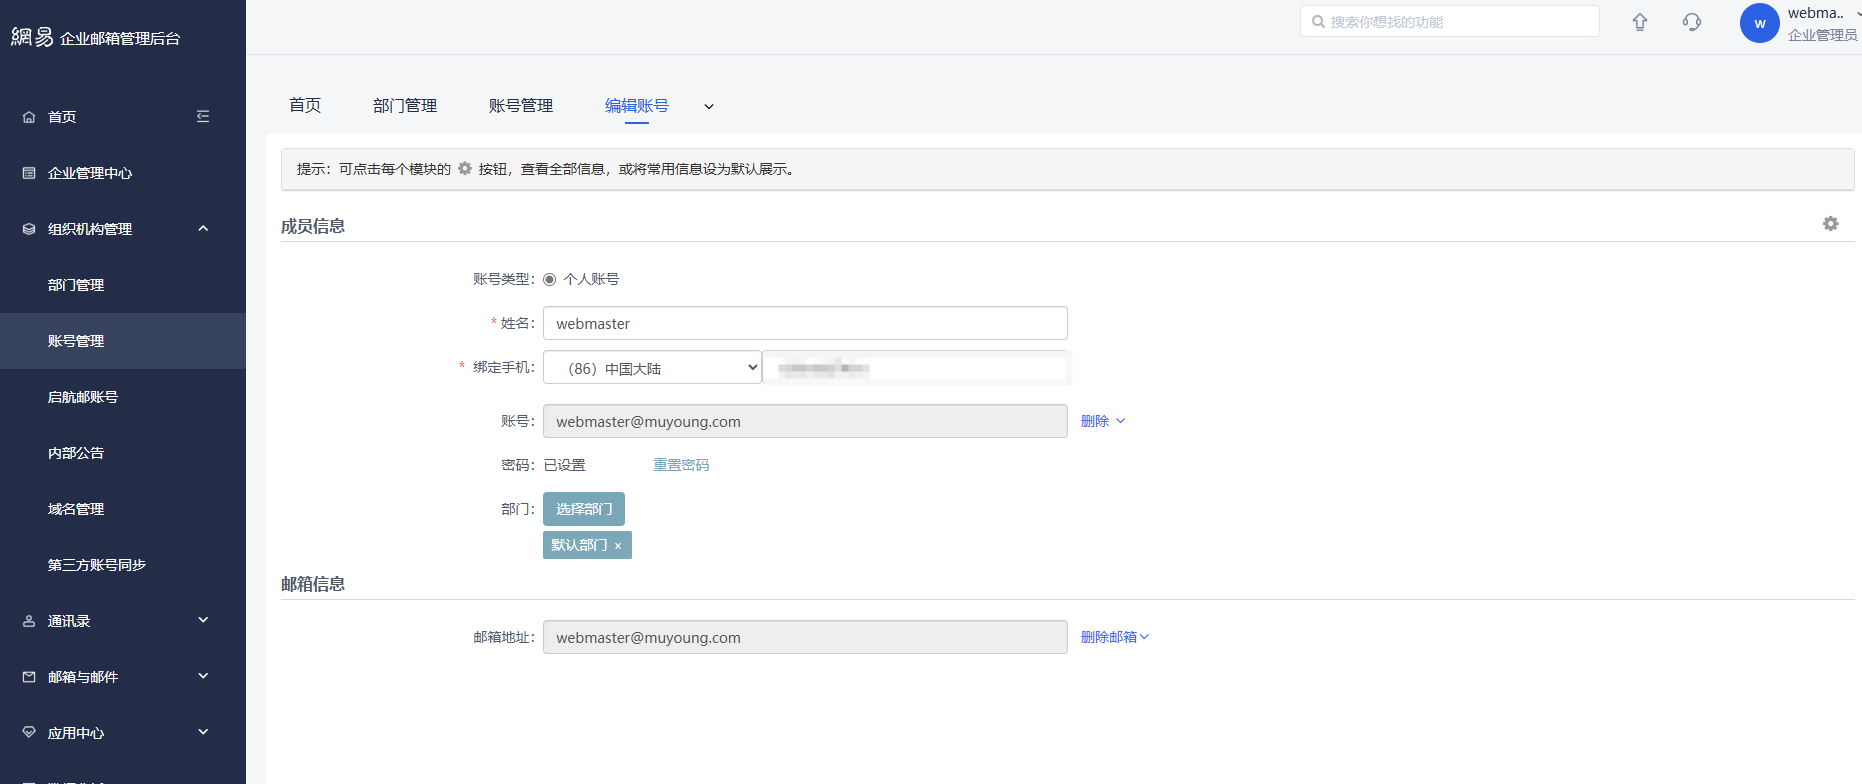 網易 企业邮箱管理后台
搜索你想找的功能
w
webma..
企业管理员
首页
企业管理中心
组织机构管理
部门管理
账号管理
启航邮账号
内部公告
域名管理
第三方账号同步
通讯录
邮箱与邮件
应用中心
首页 部门管理 账号管理 编辑账号
提示：可点击每个模块的 按钮，查看全部信息，或将常用信息设为默认展示。
成员信息
账号类型： 个人账号
* 姓名： webmaster
* 绑定手机： （86）中国大陆
账号： webmaster@muyoung.com 删除
密码： 已设置 重置密码
部门： 选择部门
默认部门 ×
邮箱信息
邮箱地址： webmaster@muyoung.com 删除邮箱